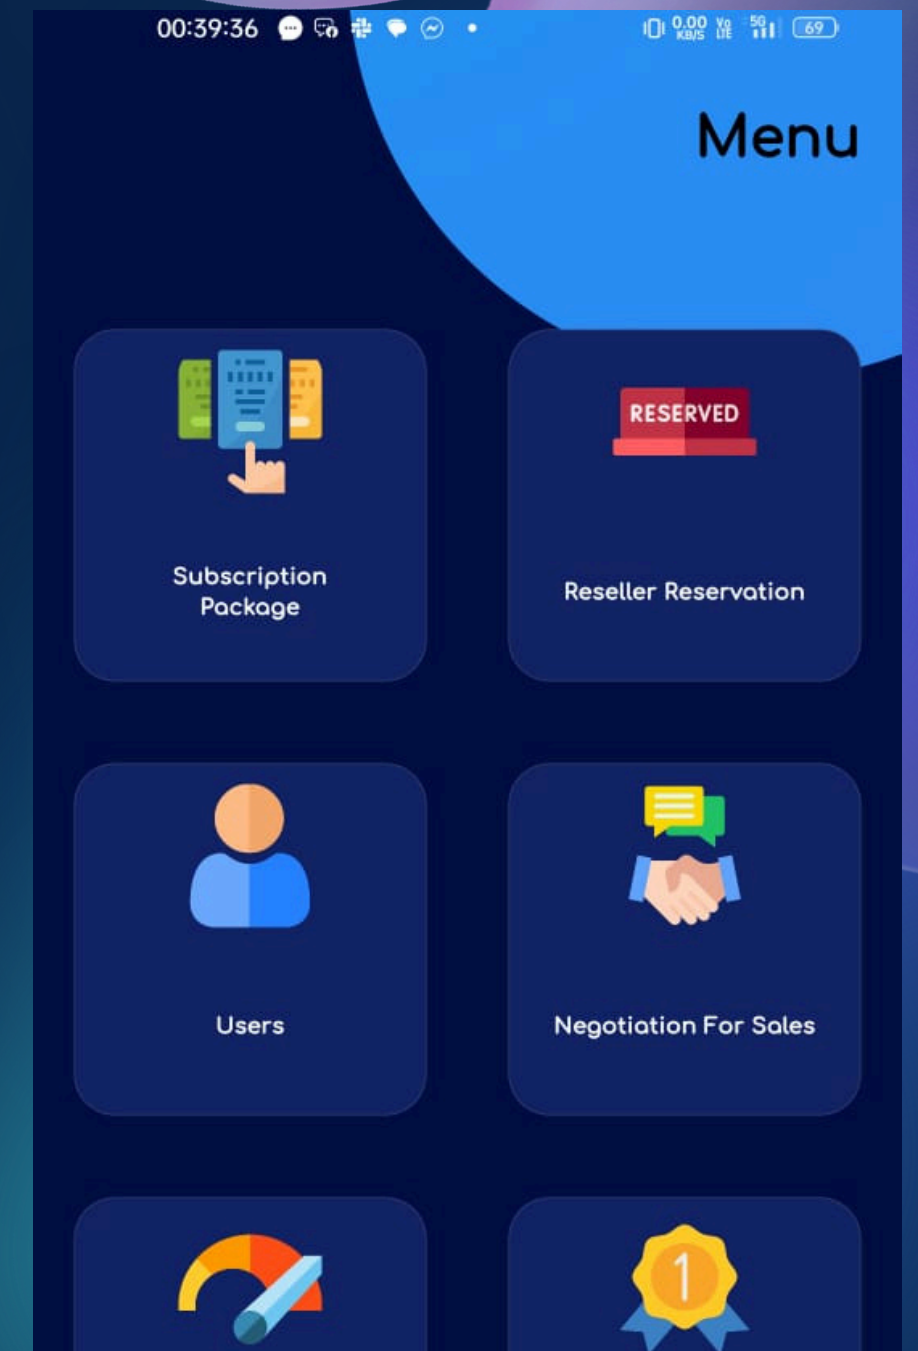 00:39:36 0.00 KB/S Vo LTE 5G 69
Menu
RESERVED
Subscription
Package
Reseller Reservation
Users
Negotiation For Sales
1